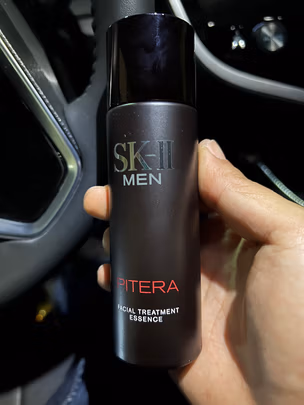 SK-II
MEN
PITERA
FACIAL TREATMENT
ESSENCE